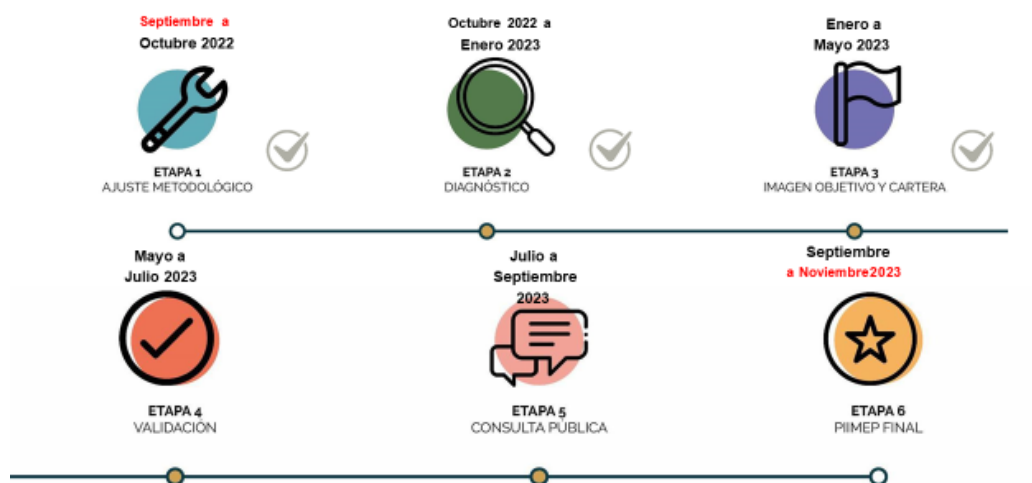 Septiembre a
Octubre 2022
ETAPA 1
AJUSTE METODOLÓGICO
Octubre 2022 a
Enero 2023
ETAPA 2
DIAGNÓSTICO
Enero a
Mayo 2023
ETAPA 3
IMAGEN OBJETIVO Y CARTERA
Mayo a
Julio 2023
ETAPA 4
VALIDACIÓN
Julio a
Septiembre
2023
ETAPA 5
CONSULTA PÚBLICA
Septiembre
a Noviembre2023
ETAPA 6
PIIMEP FINAL